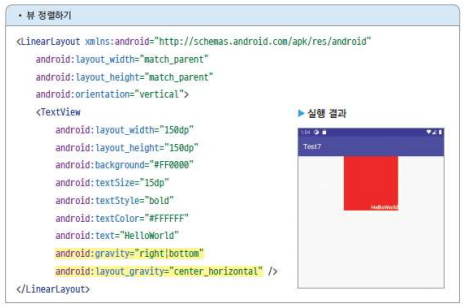 • 뷰 정렬하기
<LinearLayout xmlns:android="http://schemas.android.com/apk/res/android"
android:layout_width="match_parent"
android:layout_height="match_parent"
android:orientation="vertical">
<TextView
android:layout_width="150dp"
android:layout_height="150dp"
android:background="#FF0000"
android:textSize="15dp"
android:textStyle="bold"
android:textColor="#FFFFFF"
android:text="HelloWorld"
android:gravity="right|bottom"
android:layout_gravity="center_horizontal" />
</LinearLayout>
▶ 실행 결과
Test7
HelloWorld